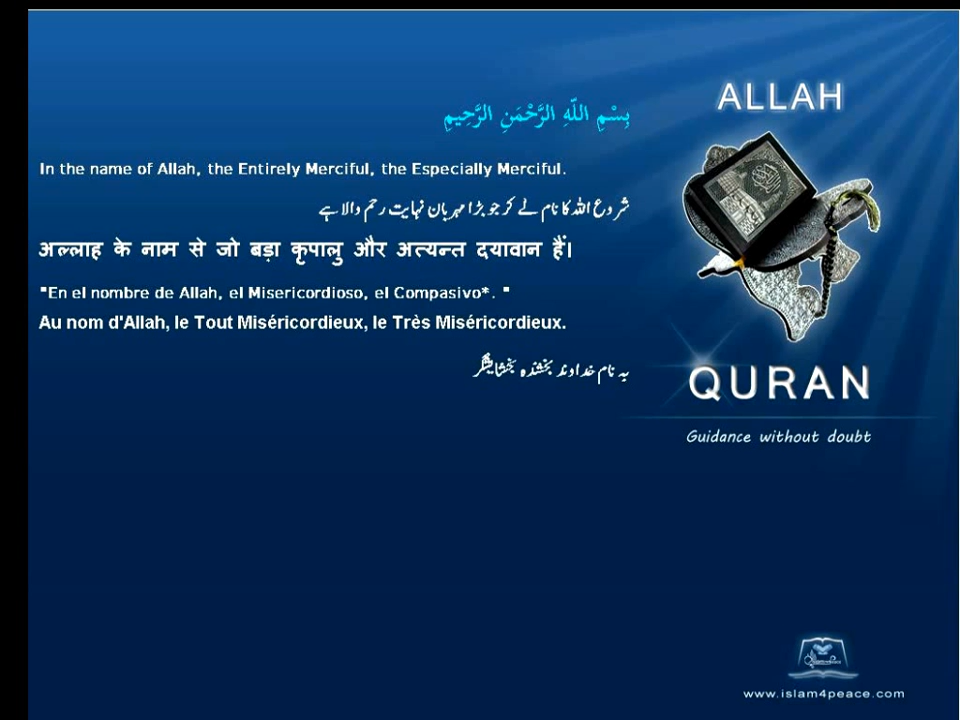 بِسْمِ اللّهِ الرَّحْمَنِ الرَّحِيمِ
In the name of Allah, the Entirely Merciful, the Especially Merciful.
شروع اللہ کا نام لے کر جو بڑا مہربان نہایت رحم والا ہے
अल्लाह के नाम से जो बड़ा कृपालु और अत्यन्त दयावान हैं।
"En el nombre de Allah, el Misericordioso, el Compasivo*. "
Au nom d'Allah, le Tout Miséricordieux, le Très Miséricordieux.
به نام خداوند بخشنده بخشایشگر
ALLAH
QURAN
Guidance without doubt
www.islam4peace.com